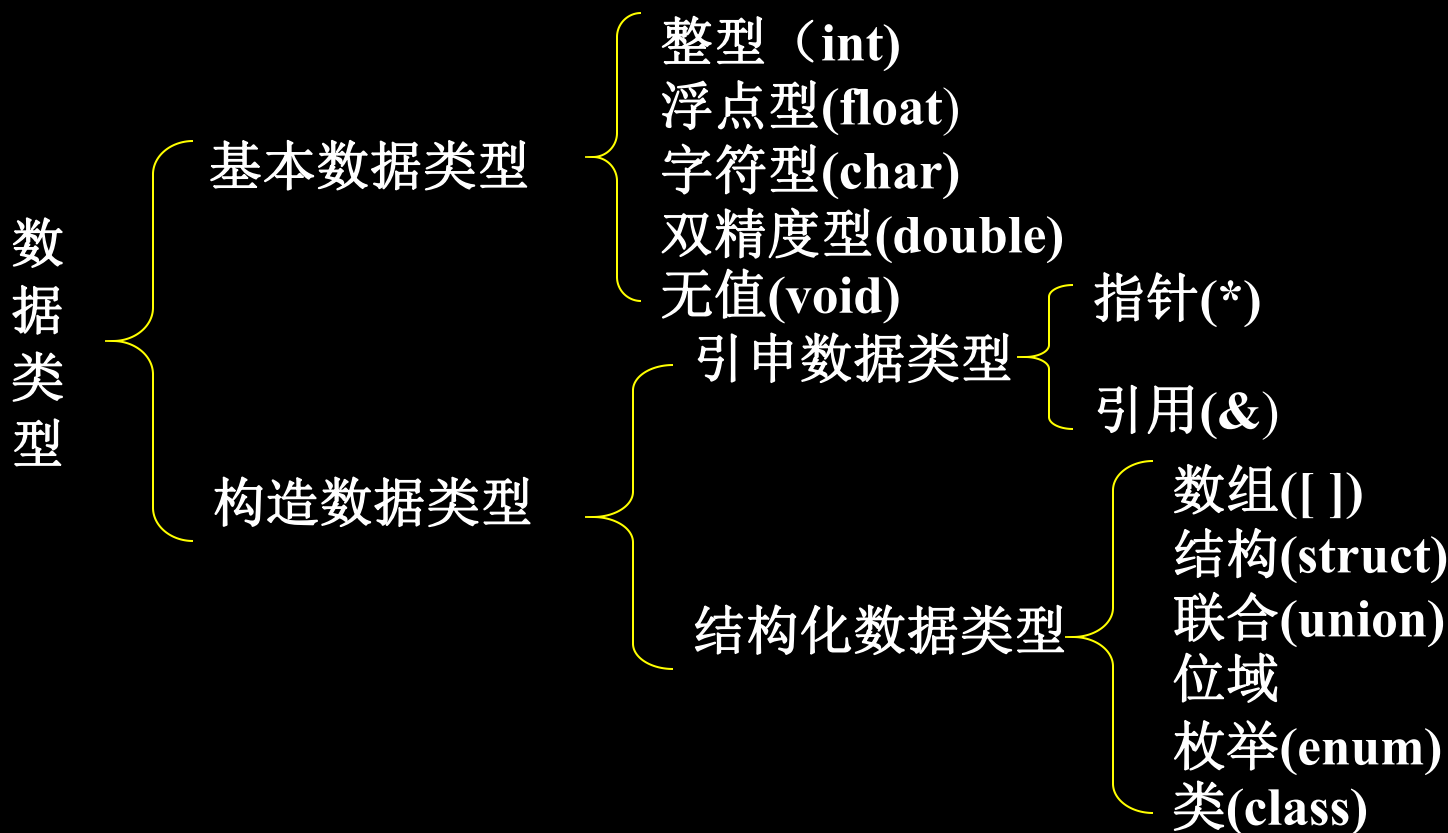 数据类型
基本数据类型
整型（int)
浮点型(float)
字符型(char)
双精度型(double)
无值(void)
构造数据类型
引申数据类型
指针(*)
引用(&)
结构化数据类型
数组([ ])
结构(struct)
联合(union)
位域
枚举(enum)
类(class)